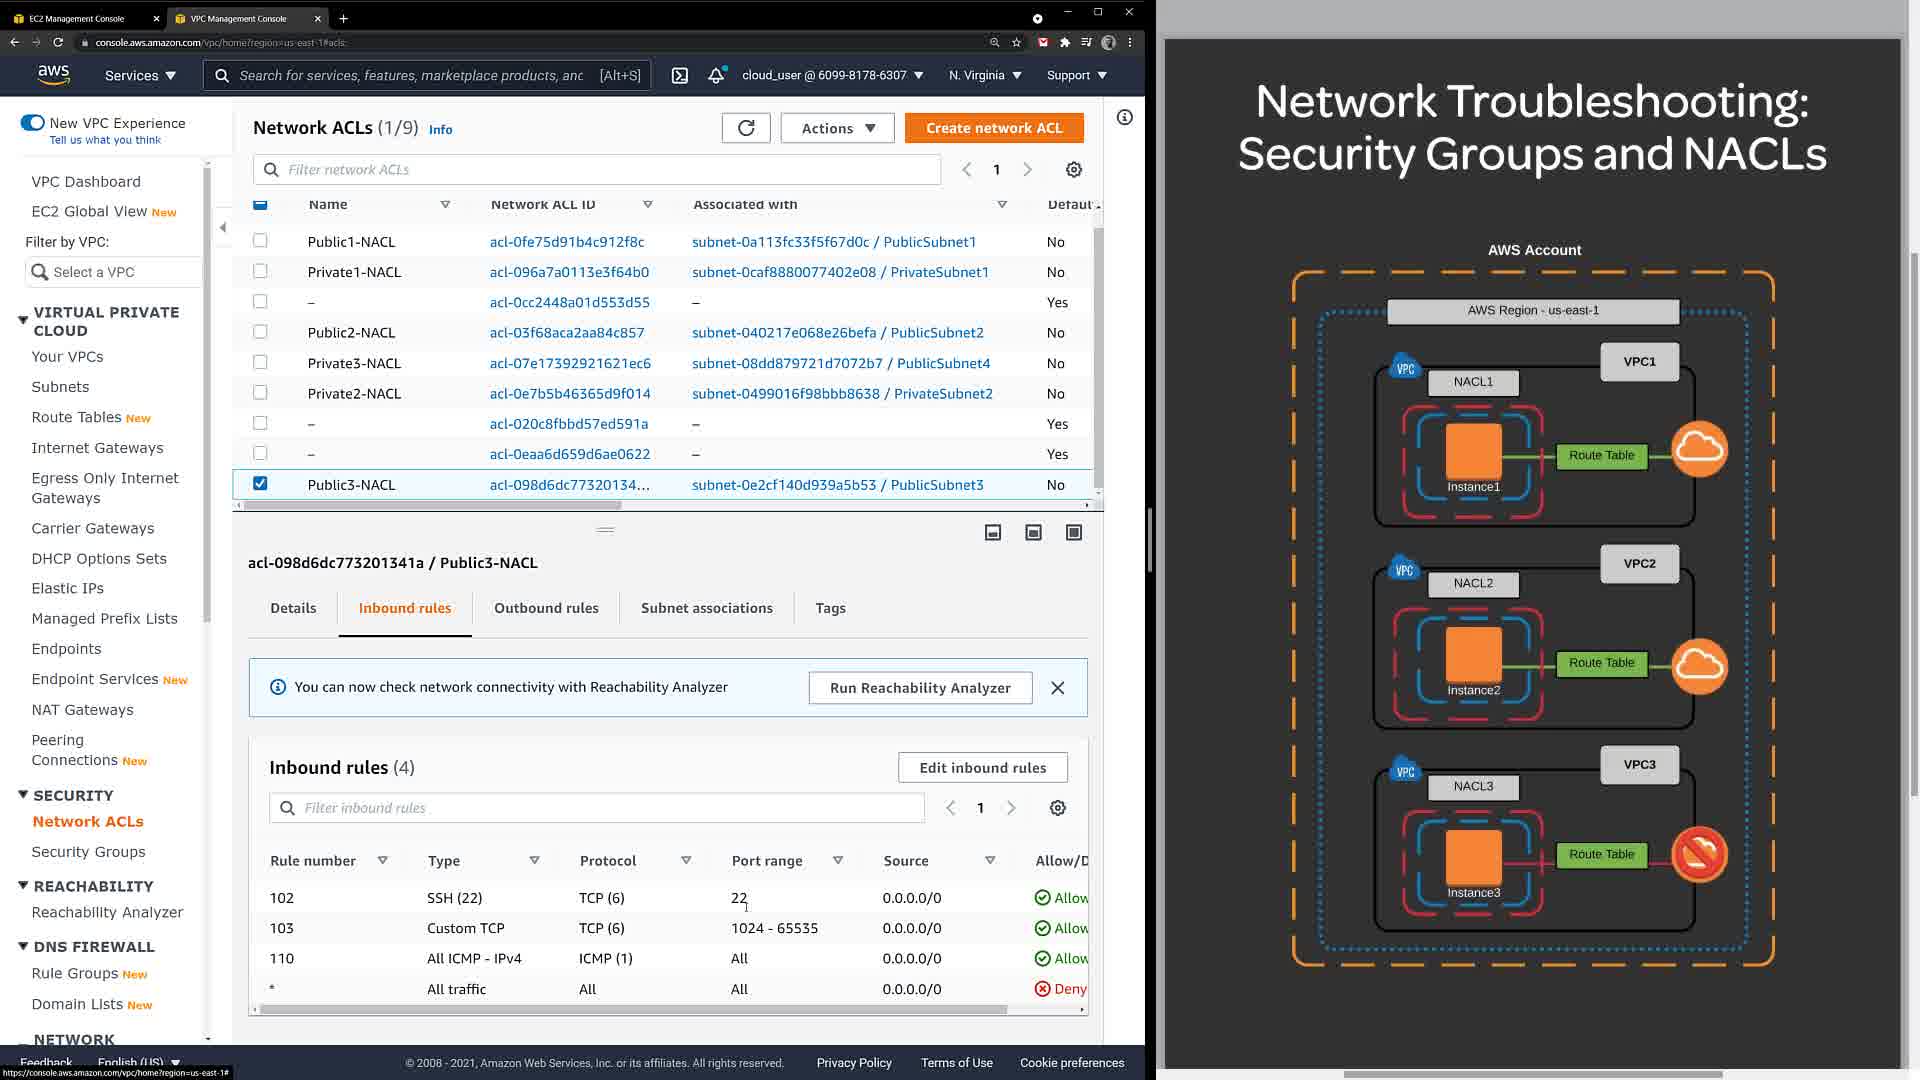 EC2 Management Console
VPC Management Console
console.aws.amazon.com/vpc/home?region=us-east-1#acls:
aws
Services
Search for services, features, marketplace products, anc
[Alt+S]
cloud_user @ 6099-8178-6307
N. Virginia
Support
New VPC Experience
Tell us what you think
VPC Dashboard
EC2 Global View New
Filter by VPC:
Select a VPC
VIRTUAL PRIVATE
CLOUD
Your VPCs
Subnets
Route Tables New
Internet Gateways
Egress Only Internet
Gateways
Carrier Gateways
DHCP Options Sets
Elastic IPs
Managed Prefix Lists
Endpoints
Endpoint Services New
NAT Gateways
Peering
Connections New
SECURITY
Network ACLs
Security Groups
REACHABILITY
Reachability Analyzer
DNS FIREWALL
Rule Groups New
Domain Lists New
NETWORK
Network ACLs (1/9) Info
Actions
Create network ACL
Filter network ACLs
1
Name Network ACL ID Associated with Defaul
Public1-NACL acl-0fe75d91b4c912f8c subnet-0a113fc33f5f67d0c / PublicSubnet1 No
Private1-NACL acl-096a7a0113e3f64b0 subnet-0caf8880077402e08 / PrivateSubnet1 No
– acl-0cc2448a01d553d55 – Yes
Public2-NACL acl-03f68aca2aa84c857 subnet-040217e068e26befa / PublicSubnet2 No
Private3-NACL acl-07e17392921621ec6 subnet-08dd879721d7072b7 / PublicSubnet4 No
Private2-NACL acl-0e7b5b46365d9f014 subnet-0499016f98bbb8638 / PrivateSubnet2 No
– acl-020c8fbbd57ed591a – Yes
– acl-0eaa6d659d6ae0622 – Yes
Public3-NACL acl-098d6dc77320134... subnet-0e2cf140d939a5b53 / PublicSubnet3 No
acl-098d6dc773201341a / Public3-NACL
Details
Inbound rules
Outbound rules
Subnet associations
Tags
You can now check network connectivity with Reachability Analyzer
Run Reachability Analyzer
Inbound rules (4)
Edit inbound rules
Filter inbound rules
1
Rule number Type Protocol Port range Source Allow/D
102 SSH (22) TCP (6) 22 0.0.0.0/0 Allow
103 Custom TCP TCP (6) 1024 - 65535 0.0.0.0/0 Allow
110 All ICMP - IPv4 ICMP (1) All 0.0.0.0/0 Allow
* All traffic All All 0.0.0.0/0 Deny
Feedback English (US)
© 2008 - 2021, Amazon Web Services, Inc. or its affiliates. All rights reserved.
Privacy Policy
Terms of Use
Cookie preferences
https://console.aws.amazon.com/vpc/home?region=us-east-1#
Network Troubleshooting:
Security Groups and NACLs
AWS Account
AWS Region - us-east-1
VPC
VPC1
NACL1
Instance1
Route Table
VPC
VPC2
NACL2
Instance2
Route Table
VPC
VPC3
NACL3
Instance3
Route Table